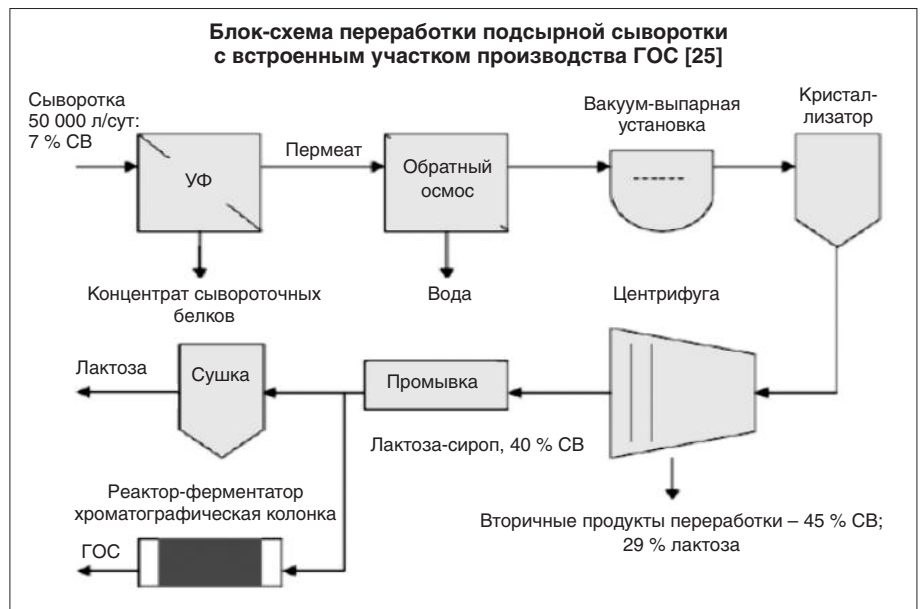 Блок-схема переработки подсырной сыворотки
с встроенным участком производства ГОС [25]
Сыворотка
50 000 л/сут:
7 % СВ
УФ
Пермеат
Обратный
осмос
Вакуум-выпарная
установка
Кристал-
лизатор
Концентрат сывороточных
белков
Вода
Центрифуга
Лактоза
Сушка
Промывка
Лактоза-сироп, 40 % СВ
Реактор-ферментатор
хроматографическая колонка
ГОС
Вторичные продукты переработки – 45 % СВ;
29 % лактоза